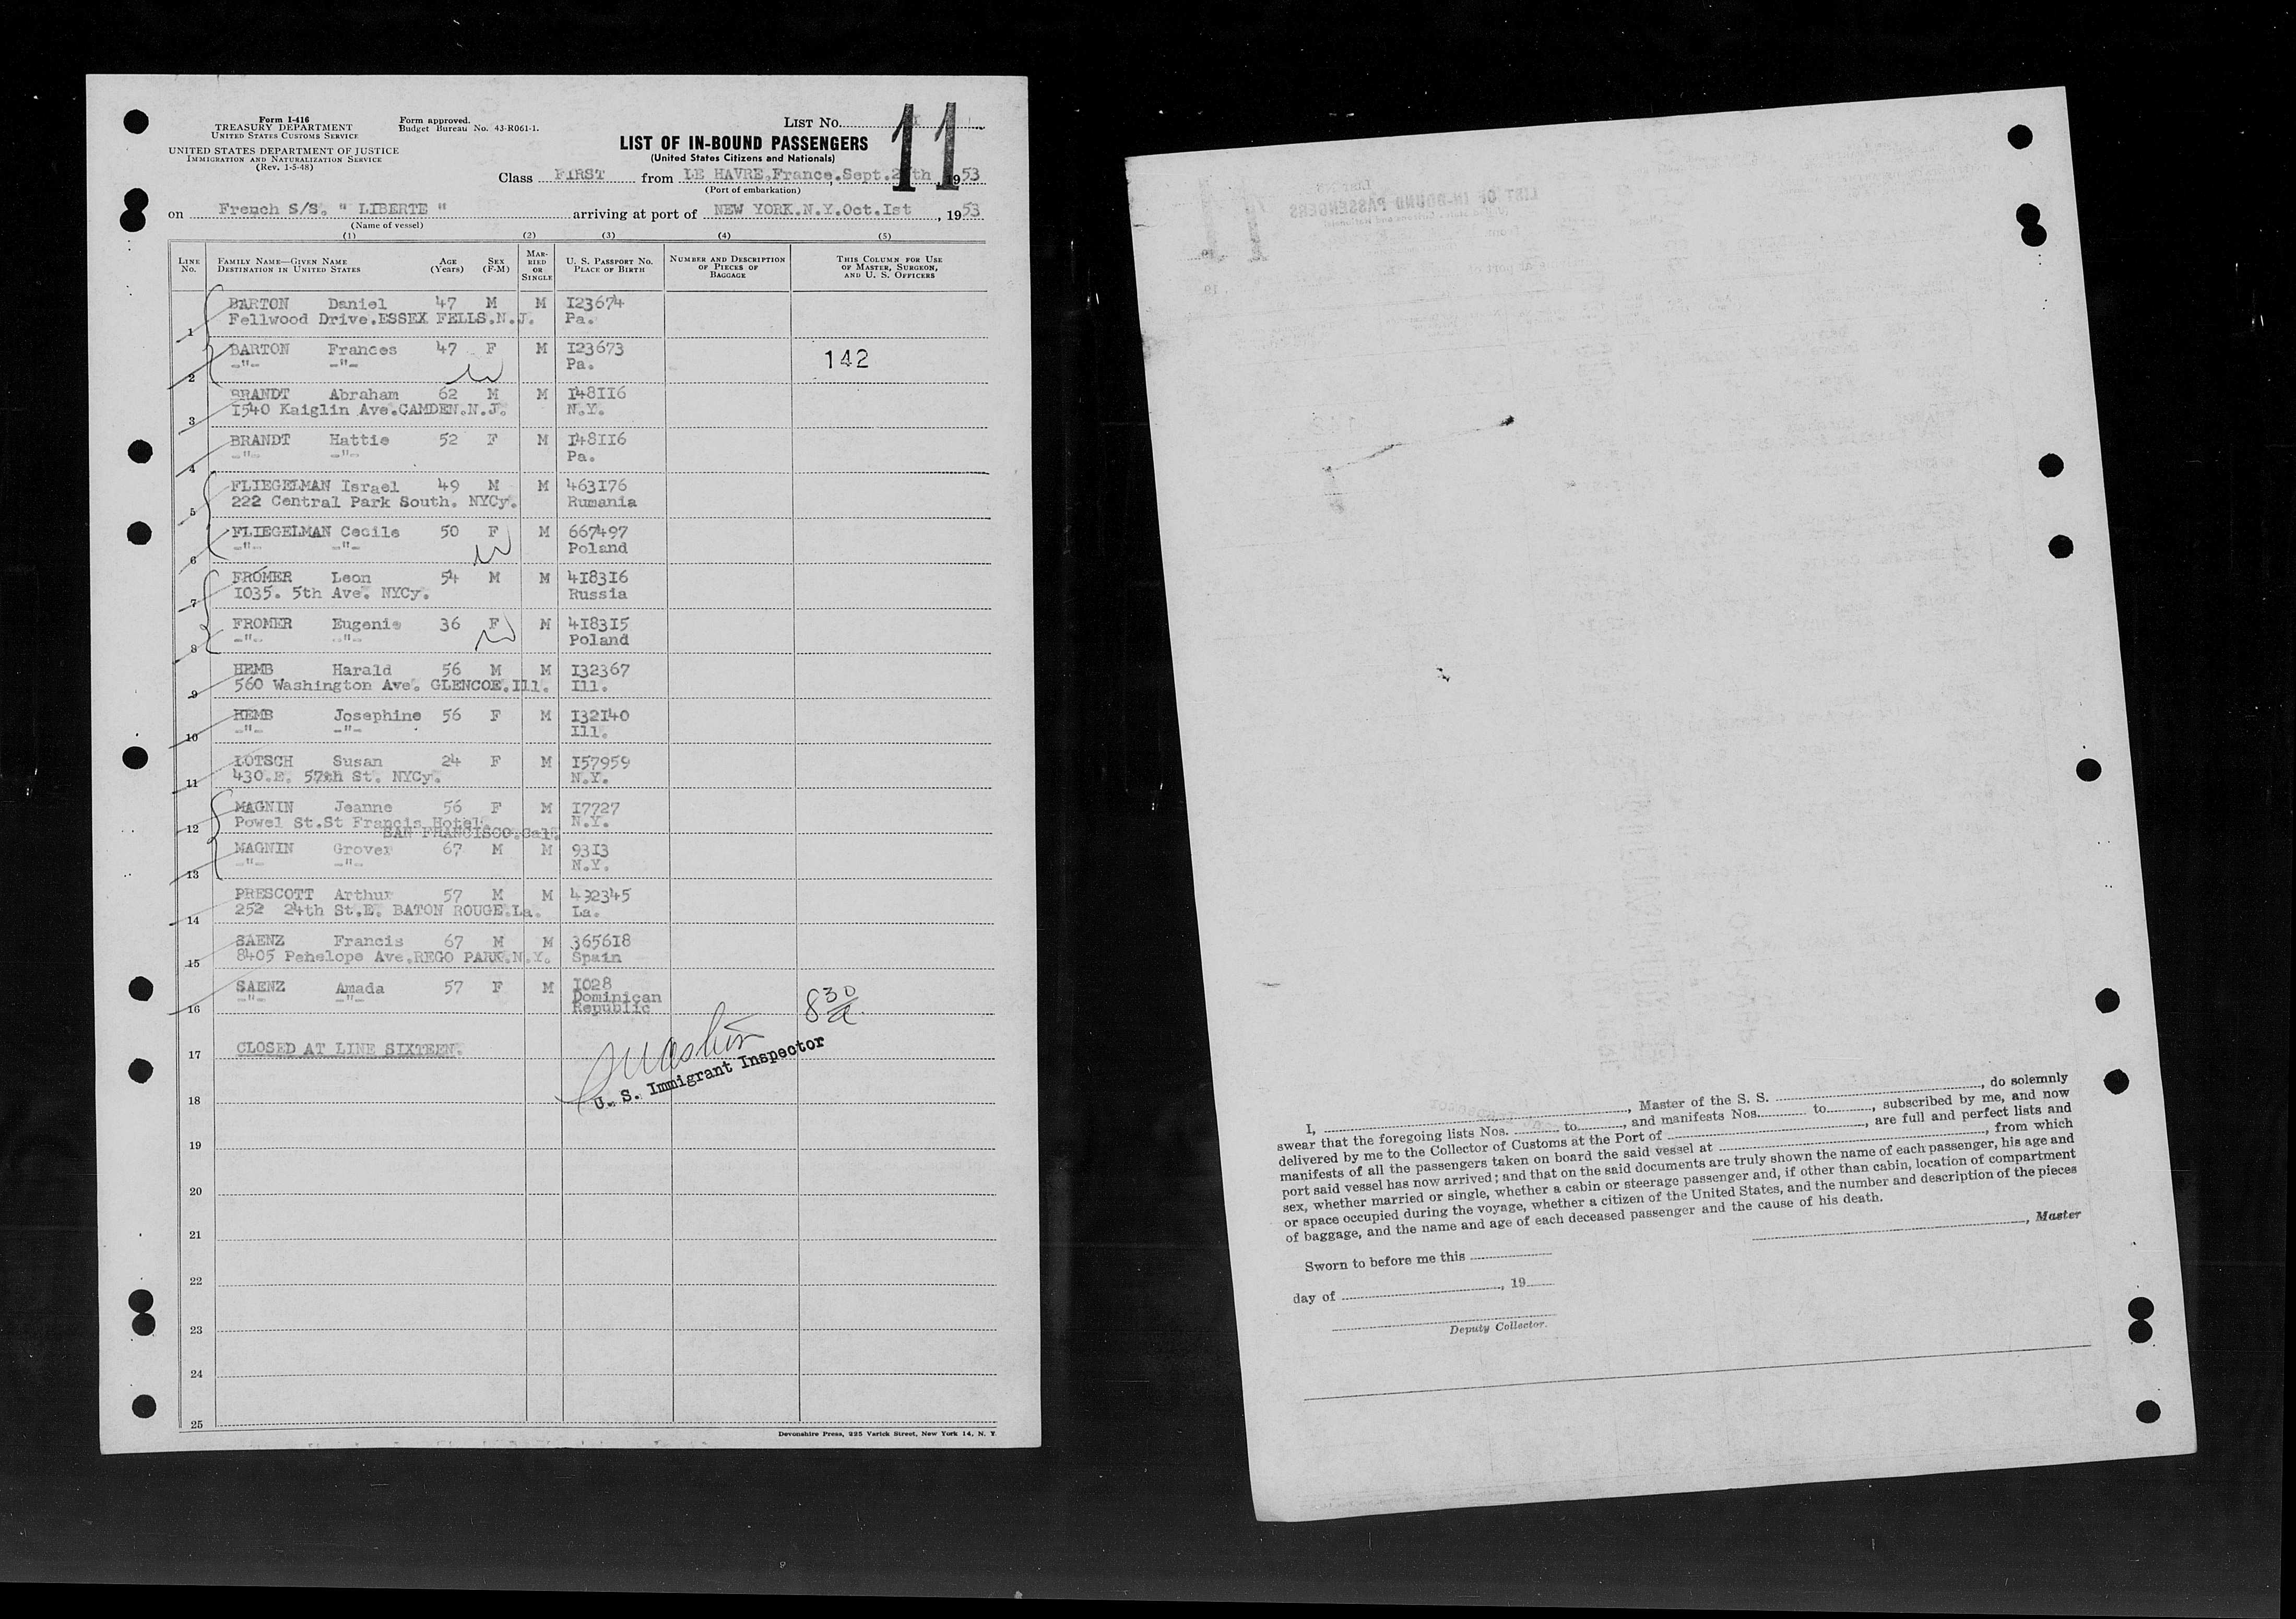 Form I-416
TREASURY DEPARTMENT
UNITED STATES CUSTOMS SERVICE
UNITED STATES DEPARTMENT OF JUSTICE
IMMIGRATION AND NATURALIZATION SERVICE
(Rev. 1-5-48)
Form approved.
Budget Bureau No. 43-R061-1.
LIST No. 11
LIST OF IN-BOUND PASSENGERS
(United States Citizens and Nationals)
Class FIRST from LE HAVRE.France.Sept. th, 1953
(Port of embarkation)
on French S/S. " LIBERTE " arriving at port of NEW YORK.N.Y.Oct.Ist, 1953
(Name of vessel)
(1) (2) (3) (4) (5)
LINE No. FAMILY NAME—GIVEN NAME DESTINATION IN UNITED STATES AGE (Years) SEX (F-M) MARRIED OR SINGLE U. S. PASSPORT No. PLACE OF BIRTH NUMBER AND DESCRIPTION OF PIECES OF BAGGAGE THIS COLUMN FOR USE OF MASTER, SURGEON, AND U. S. OFFICERS
BARTON Daniel 47 M M I23674
1 Fellwood Drive.ESSEX FELLS.N.J. Pa.
BARTON Frances 47 F M I23673 142
2 -"- -"- Pa.
BRANDT Abraham 62 M M I48II6
3 I540 Kaiglin Ave.CAMDEN.N.J. N.Y.
BRANDT Hattie 52 F M I48II6
4 -"- -"- Pa.
FLIEGELMAN Israel 49 M M 463I76
5 222 Central Park South. NYCy. Rumania
FLIEGELMAN Cecile 50 F M 667497
6 -"- -"- Poland
FROMER Leon 54 M M 4I83I6
7 I035. 5th Ave. NYCy. Russia
FROMER Eugenie 36 F M 4I83I5
8 -"- -"- Poland
HEMB Harald 56 M M I32367
9 560 Washington Ave. GLENCOE.Ill. Ill.
HEMB Josephine 56 F M I32I40
10 -"- -"- Ill.
LOTSCH Susan 24 F M I57959
11 430.E. 57th St. NYCy. N.Y.
MAGNIN Jeanne 56 F M I7727
12 Powel St.St Francis Hotel. N.Y.
SAN FRANCISCO.Cal.
MAGNIN Grover 67 M M 93I3
13 -"- -"- N.Y.
PRESCOTT Arthur 57 M M 432345
14 252 24th St.E. BATON ROUGE.La. La.
SAENZ Francis 67 M M 3656I8
15 8405 Penelope Ave.REGO PARK.N.Y. Spain
SAENZ Amada 57 F M I028
16 -"- -"- Dominican Republic
8 30 a.
17 CLOSED AT LINE SIXTEEN.
U. S. Immigrant Inspector
18
19
20
21
22
23
24
25
Devonshire Press, 225 Varick Street, New York 14, N. Y.
I, , Master of the S. S. , do solemnly
swear that the foregoing lists Nos. to , and manifests Nos. to , subscribed by me, and now
delivered by me to the Collector of Customs at the Port of , are full and perfect lists and
manifests of all the passengers taken on board the said vessel at , from which
port said vessel has now arrived; and that on the said documents are truly shown the name of each passenger, his age and
sex, whether married or single, whether a cabin or steerage passenger and, if other than cabin, location of compartment
or space occupied during the voyage, whether a citizen of the United States, and the number and description of the pieces
of baggage, and the name and age of each deceased passenger and the cause of his death.
, Master
Sworn to before me this
day of , 19
Deputy Collector.